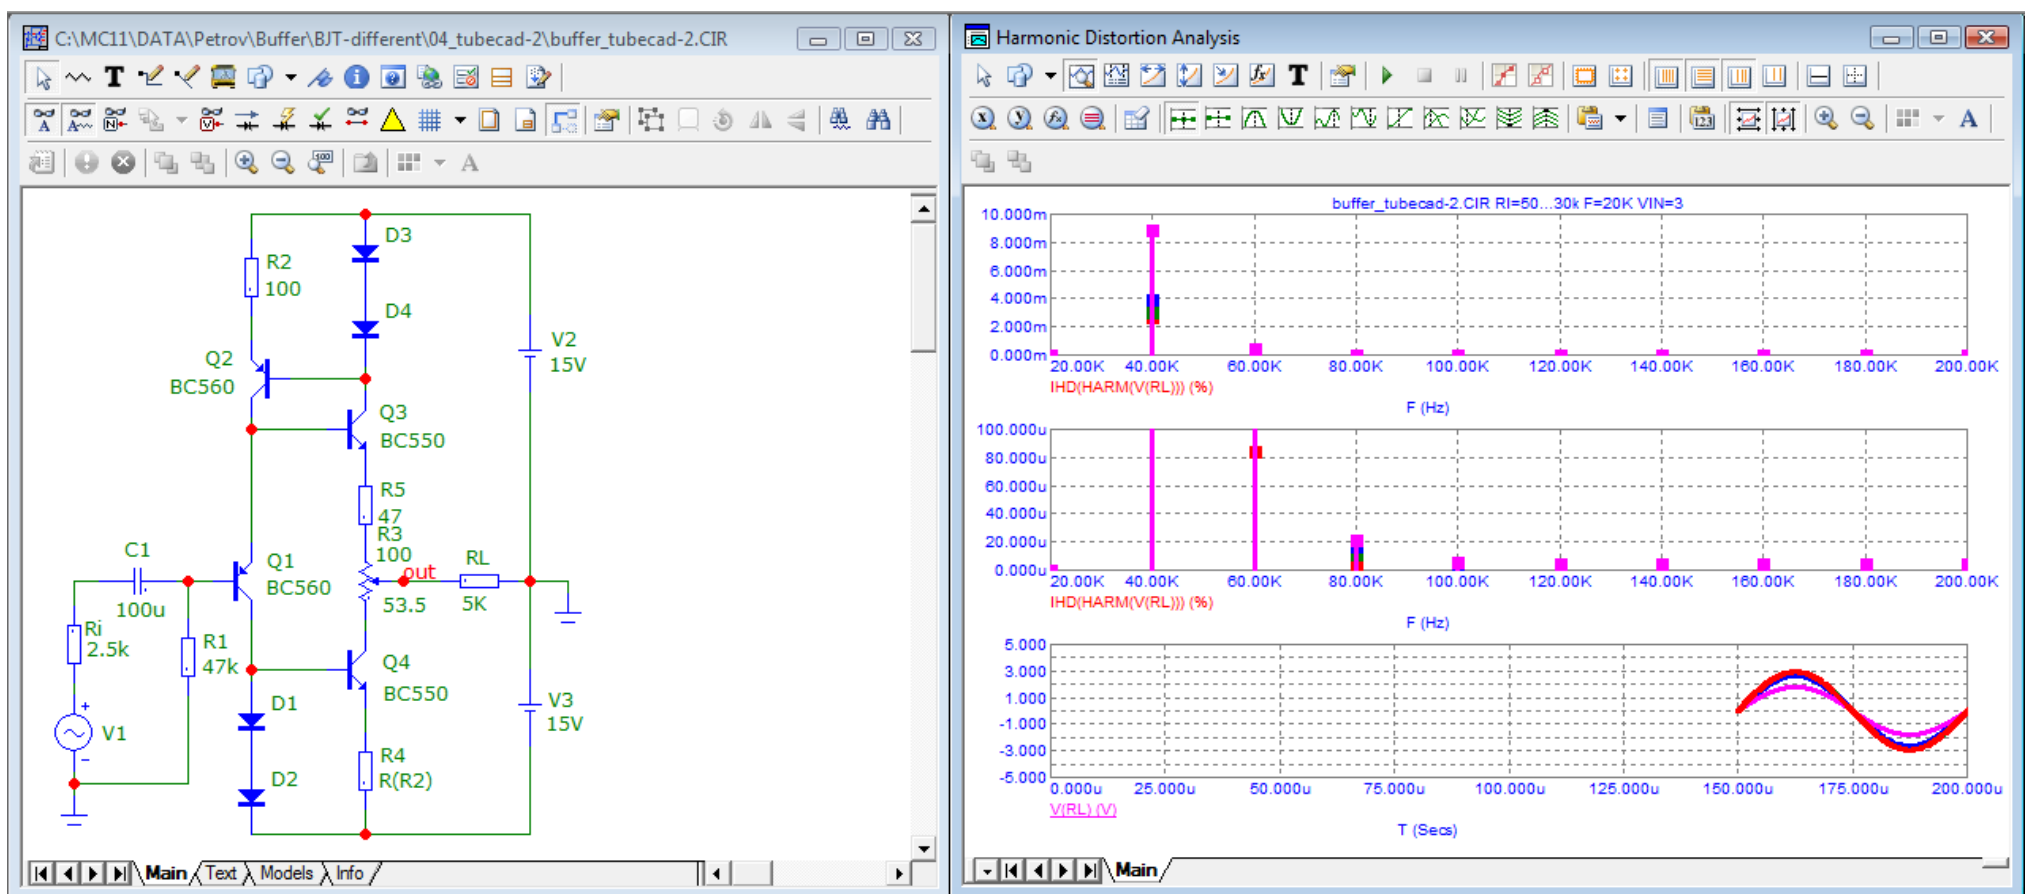 C:\MC11\DATA\Petrov\Buffer\BJT-different\04_tubecad-2\buffer_tubecad-2.CIR
D3
R2
100
D4
Q2
BC560
V2
15V
Q3
BC550
R5
47
R3
100
out
RL
53.5
5K
C1
100u
Q1
BC560
Ri
2.5k
R1
47k
Q4
BC550
D1
V3
15V
V1
R4
R(R2)
D2
Main Text Models Info
Harmonic Distortion Analysis
buffer_tubecad-2.CIR RI=50...30k F=20K VIN=3
10.000m
8.000m
6.000m
4.000m
2.000m
0.000m
20.00K 40.00K 60.00K 80.00K 100.00K 120.00K 140.00K 160.00K 180.00K 200.00K
IHD(HARM(V(RL))) (%)
F (Hz)
100.000u
80.000u
60.000u
40.000u
20.000u
0.000u
20.00K 40.00K 60.00K 80.00K 100.00K 120.00K 140.00K 160.00K 180.00K 200.00K
IHD(HARM(V(RL))) (%)
F (Hz)
5.000
3.000
1.000
-1.000
-3.000
-5.000
0.000u 25.000u 50.000u 75.000u 100.000u 125.000u 150.000u 175.000u 200.000u
V(RL) (V)
T (Secs)
Main